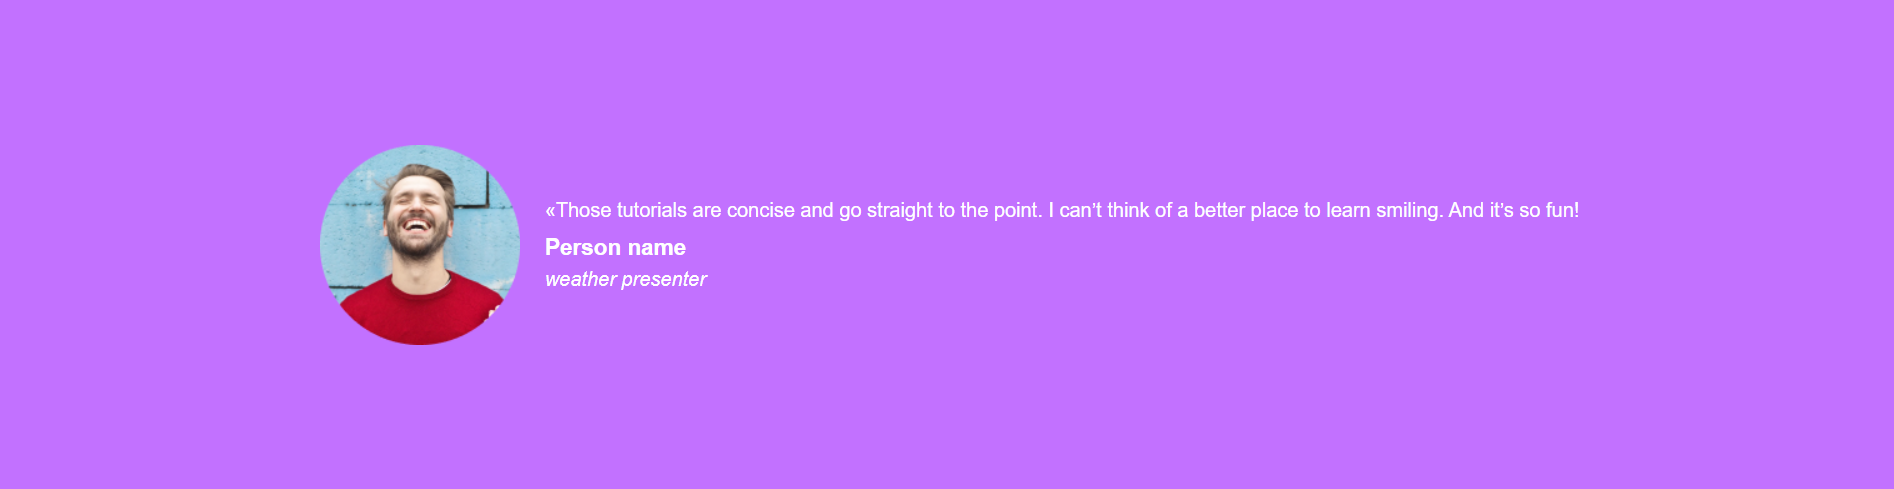 «Those tutorials are concise and go straight to the point. I can’t think of a better place to learn smiling. And it’s so fun!
Person name
weather presenter